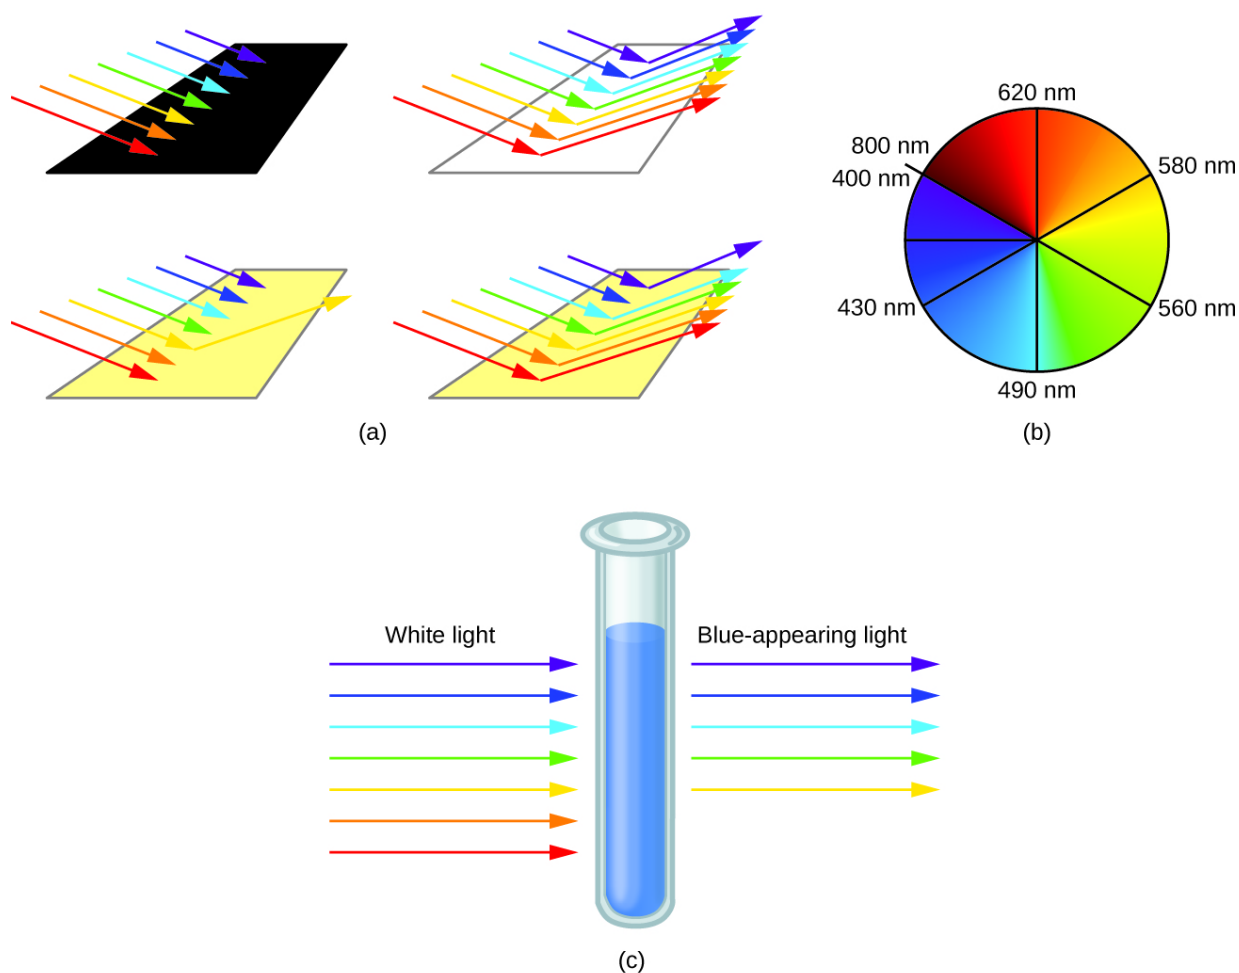 620 nm
800 nm
400 nm
580 nm
430 nm
560 nm
490 nm
(a)
(b)
White light
Blue-appearing light
(c)